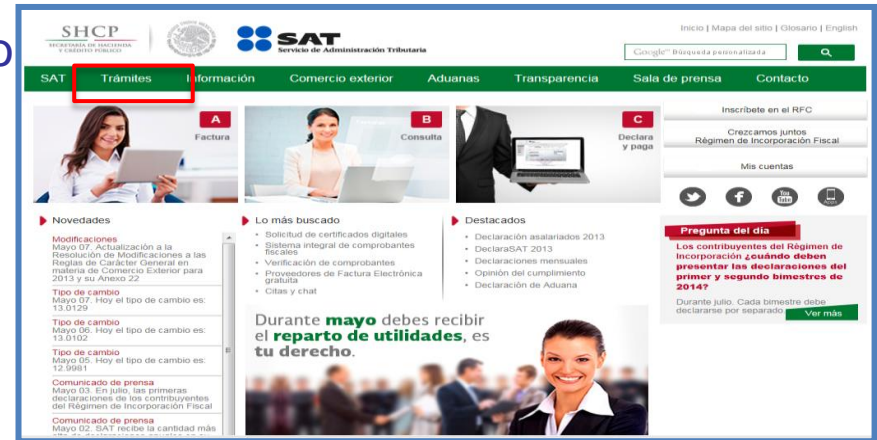 o
SHCP
SECRETARÍA DE HACIENDA
Y CRÉDITO PÚBLICO
SAT
Servicio de Administración Tributaria
Inicio | Mapa del sitio | Glosario | English
Google™ Búsqueda personalizada
SAT Trámites Información Comercio exterior Aduanas Transparencia Sala de prensa Contacto
A
Factura
B
Consulta
C
Declara
y paga
Inscríbete en el RFC
Crezcamos juntos
Règimen de Incorporación Fiscal
Mis cuentas
You
Tube
Apps
Novedades
Modificaciones
Mayo 07. Actualización a la
Resolución de Modificaciones a las
Reglas de Carácter General en
materia de Comercio Exterior para
2013 y su Anexo 22
Tipo de cambio
Mayo 07. Hoy el tipo de cambio es:
13.0129
Tipo de cambio
Mayo 06. Hoy el tipo de cambio es:
13.0102
Tipo de cambio
Mayo 05. Hoy el tipo de cambio es:
12.9981
Comunicado de prensa
Mayo 03. En julio, las primeras
declaraciones de los contribuyentes
del Régimen de Incorporación Fiscal
Comunicado de prensa
Mayo 02. SAT recibe la cantidad más
Lo más buscado
Solicitud de certificados digitales
Sistema integral de comprobantes
fiscales
Verificación de comprobantes
Proveedores de Factura Electrónica
gratuita
Citas y chat
Destacados
Declaración asalariados 2013
DeclaraSAT 2013
Declaraciones mensuales
Opinión del cumplimiento
Declaración de Aduana
Durante mayo debes recibir
el reparto de utilidades, es
tu derecho.
Pregunta del día
Los contribuyentes del Régimen de
Incorporación ¿cuándo deben
presentar las declaraciones del
primer y segundo bimestres de
2014?
Durante julio. Cada bimestre debe
declararse por separado
Ver más